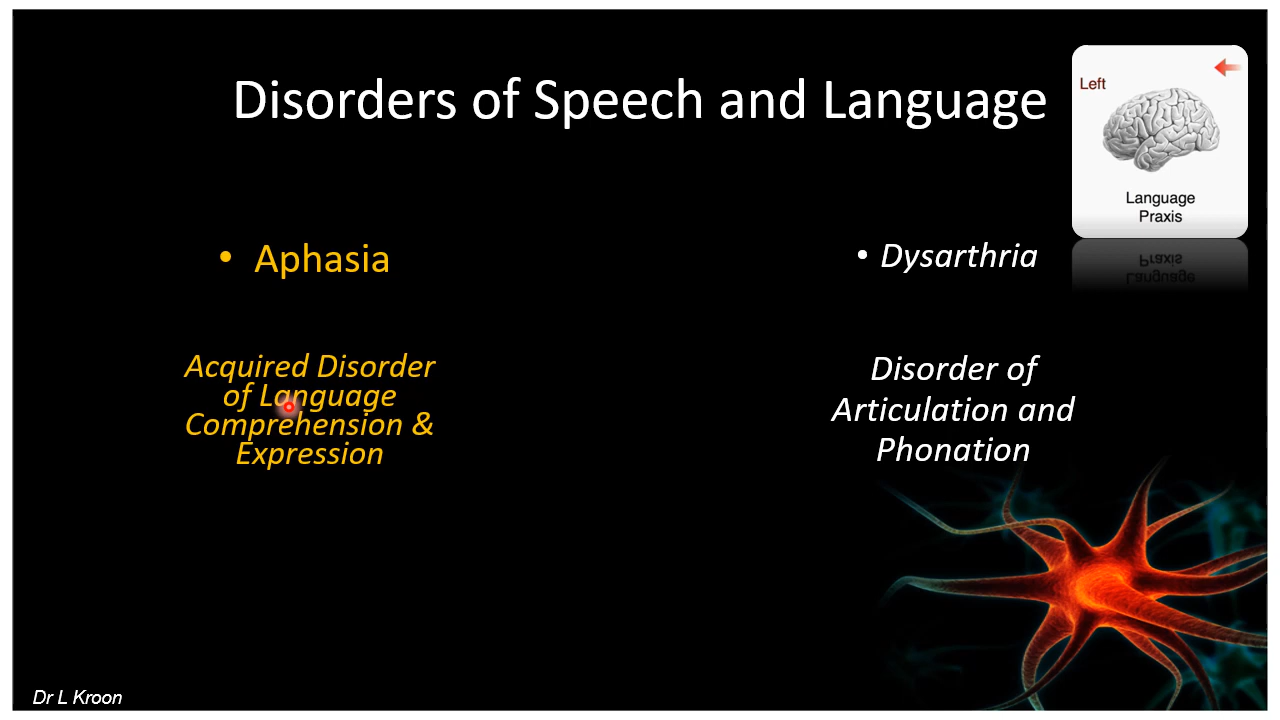 Disorders of Speech and Language
Left
Language
Praxis
• Aphasia
Acquired Disorder
of Language
Comprehension &
Expression
• Dysarthria
Disorder of
Articulation and
Phonation
Dr L Kroon